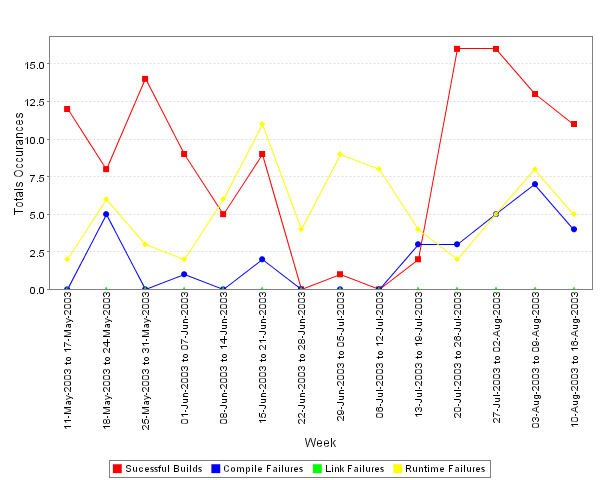 15.0
12.5
10.0
7.5
5.0
2.5
0.0
Totals Occurances
11-May-2003 to 17-May-2003
18-May-2003 to 24-May-2003
25-May-2003 to 31-May-2003
01-Jun-2003 to 07-Jun-2003
08-Jun-2003 to 14-Jun-2003
15-Jun-2003 to 21-Jun-2003
22-Jun-2003 to 28-Jun-2003
29-Jun-2003 to 05-Jul-2003
06-Jul-2003 to 12-Jul-2003
13-Jul-2003 to 19-Jul-2003
20-Jul-2003 to 26-Jul-2003
27-Jul-2003 to 02-Aug-2003
03-Aug-2003 to 09-Aug-2003
10-Aug-2003 to 16-Aug-2003
Week
Sucessful Builds Compile Failures Link Failures Runtime Failures